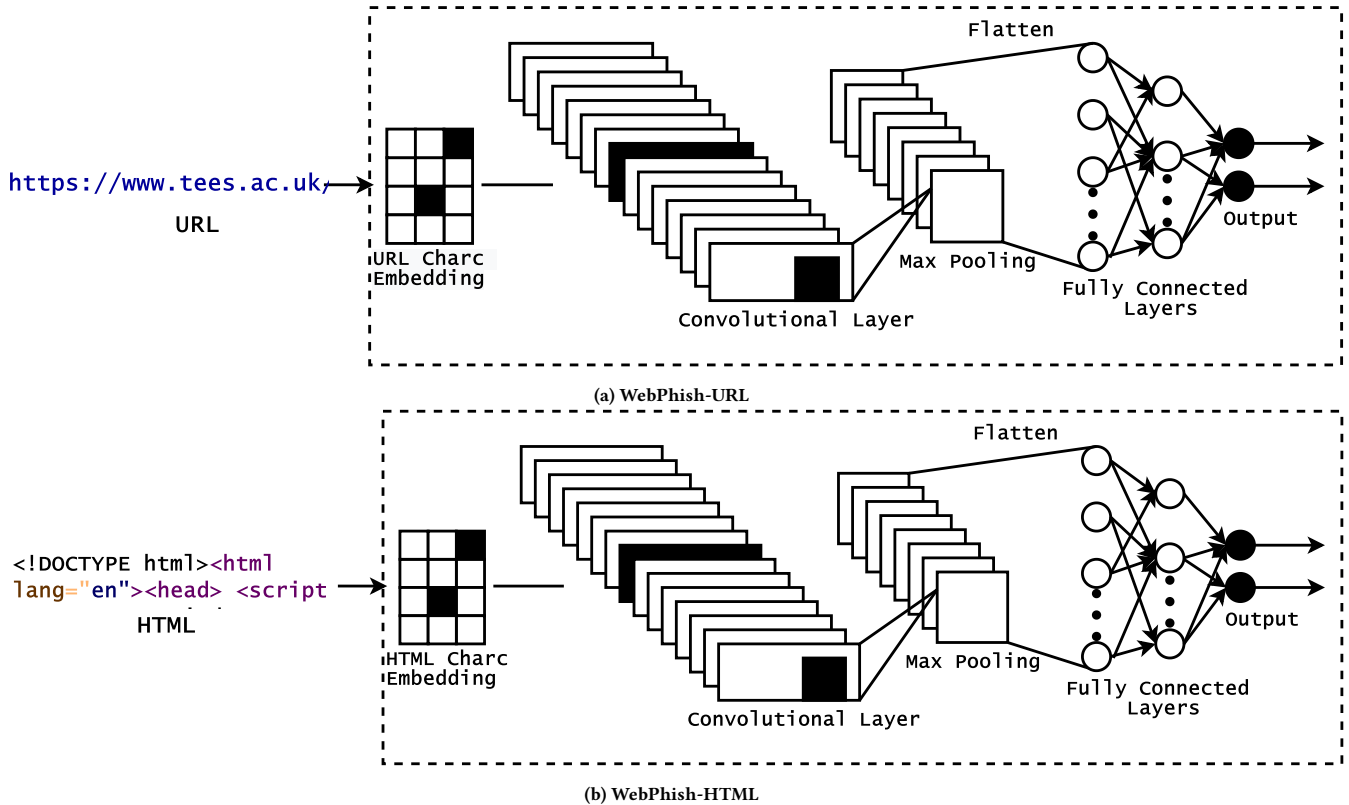 Flatten
https://www.tees.ac.uk/
URL
URL Charc
Embedding
Convolutional Layer
Max Pooling
Output
Fully Connected
Layers
(a) WebPhish-URL
Flatten
<!DOCTYPE html><html
lang="en"><head> <script
HTML
HTML Charc
Embedding
Convolutional Layer
Max Pooling
Output
Fully Connected
Layers
(b) WebPhish-HTML